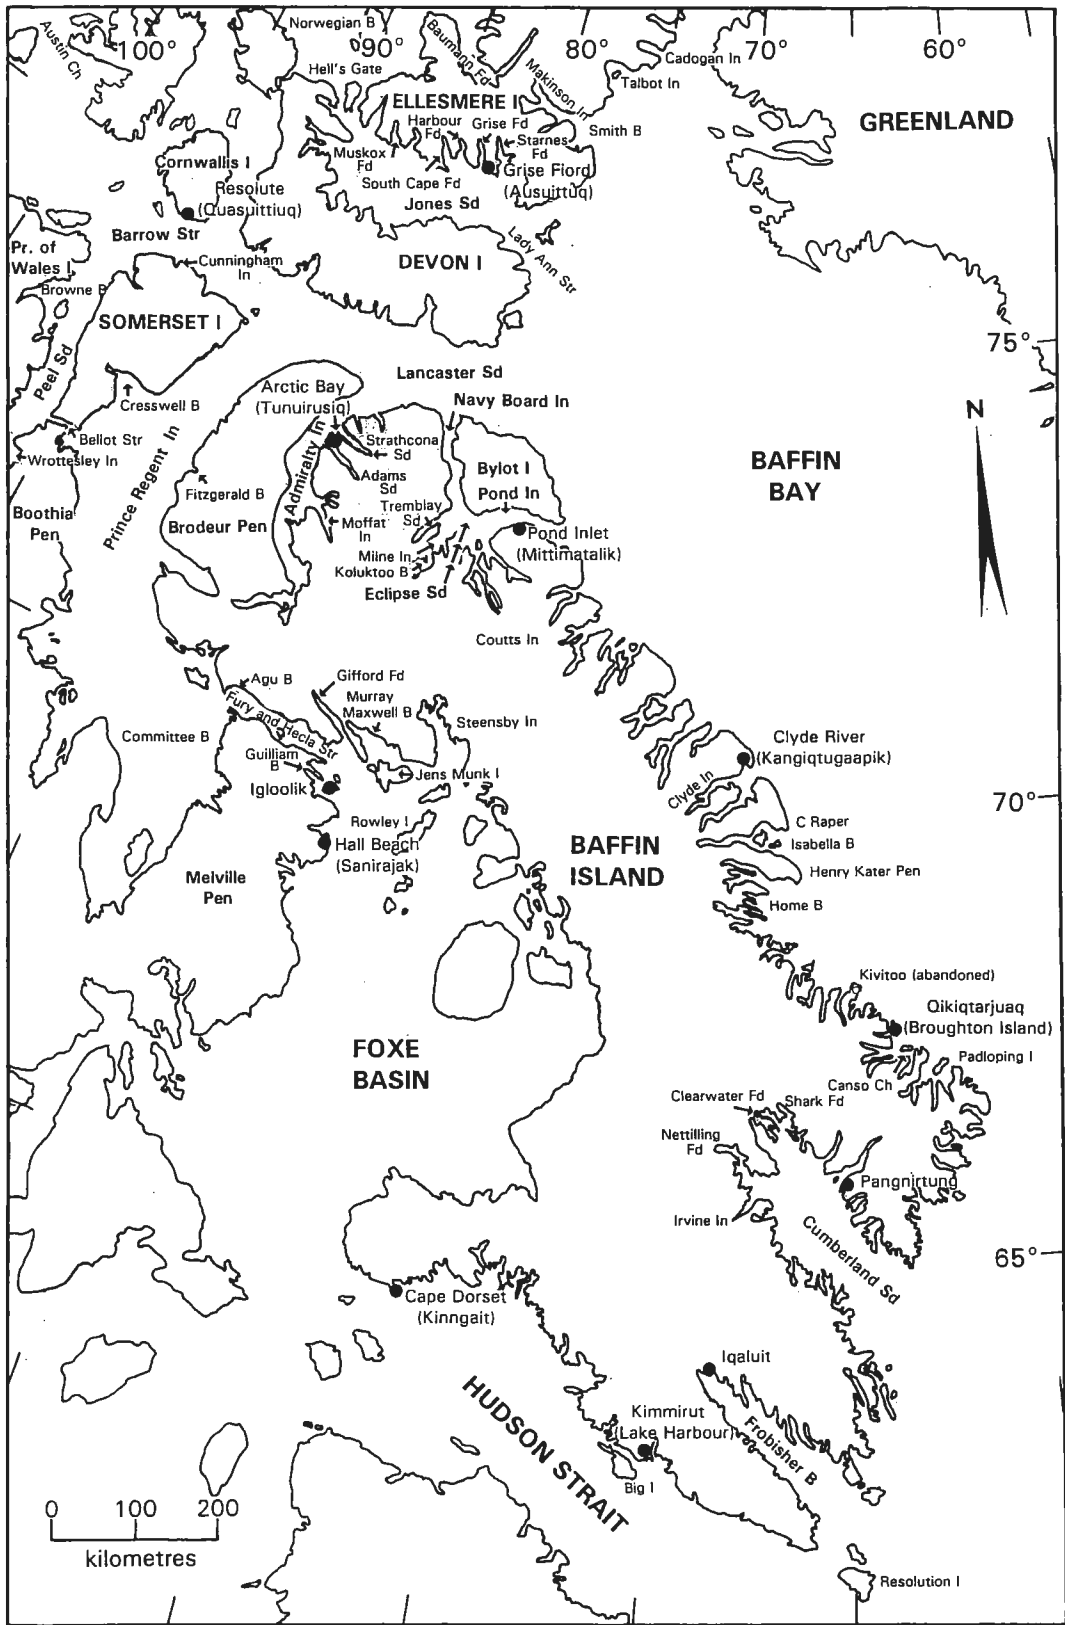 Norwegian B
Austin Ch
100°
90°
80°
70°
60°
Baumann Fd
Cadogan In
Hell's Gate
Makinson In
Talbot In
ELLESMERE I
GREENLAND
Harbour
Fd
Grise Fd
Smith B
Starnes
Fd
Cornwallis I
Muskox
Fd
Grise Fiord
(Ausuittuq)
South Cape Fd
Resolute
(Quasuittiuq)
Jones Sd
Barrow Str
Lady Ann Str
Pr. of
Wales I
Cunningham
In
DEVON I
Browne B
SOMERSET I
75°
Peel Sd
Lancaster Sd
Arctic Bay
(Tunuirusiq)
Navy Board In
Cresswell B
N
Bellot Str
Strathcona
Sd
Wrottesley In
Admiralty In
BAFFIN
BAY
Bylot I
Prince Regent In
Adams
Sd
Fitzgerald B
Pond In
Boothia
Pen
Brodeur Pen
Tremblay
Sd
Moffat
In
Pond Inlet
(Mittimatalik)
Milne In
Koluktoo B
Eclipse Sd
Coutts In
Agu B
Gifford Fd
Murray
Maxwell B
Fury and Hecla Str
Steensby In
Committee B
Clyde River
(Kangiqtugaapik)
Guilliam
B
Jens Munk I
Igloolik
Clyde In
70°
Rowley I
C Raper
Hall Beach
(Sanirajak)
BAFFIN
ISLAND
Isabella B
Melville
Pen
Henry Kater Pen
Home B
Kivitoo (abandoned)
Qikiqtarjuaq
(Broughton Island)
FOXE
BASIN
Padloping I
Canso Ch
Clearwater Fd
Shark Fd
Nettilling
Fd
Pangnirtung
Irvine In
Cumberland Sd
65°
Cape Dorset
(Kinngait)
Iqaluit
HUDSON STRAIT
Kimmirut
(Lake Harbour)
Frobisher B
Big I
0 100 200
kilometres
Resolution I